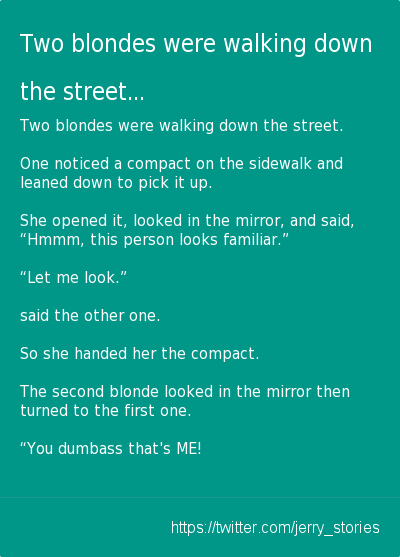 Two blondes were walking down
the street...
Two blondes were walking down the street.
One noticed a compact on the sidewalk and
leaned down to pick it up.
She opened it, looked in the mirror, and said,
“Hmmm, this person looks familiar.”
“Let me look.”
said the other one.
So she handed her the compact.
The second blonde looked in the mirror then
turned to the first one.
“You dumbass that's ME!
https://twitter.com/jerry_stories